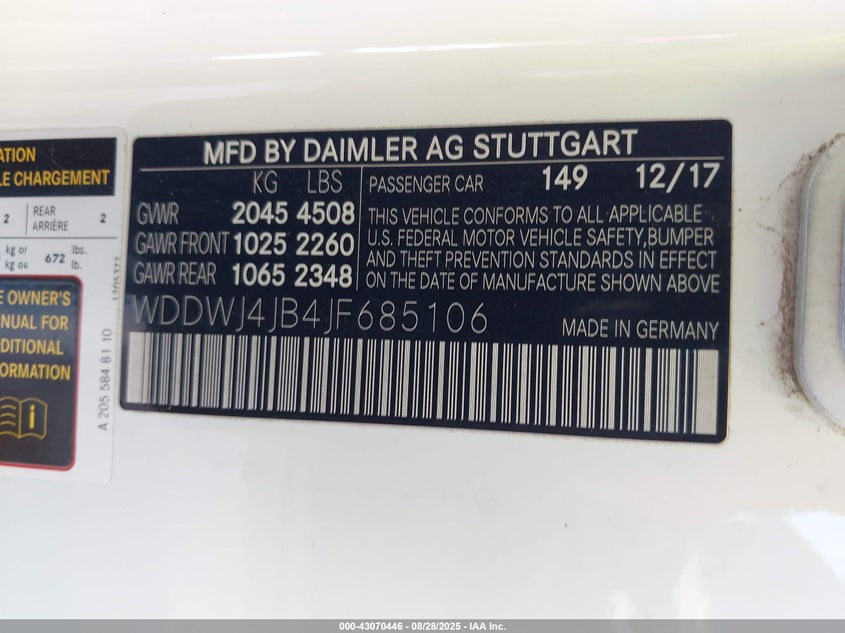 ATION
LE CHARGEMENT
2 REAR ARRIÈRE 2
kg or kg ou 672 lbs. lb.
E OWNER'S
ANUAL FOR
DDITIONAL
FORMATION
A 205 584 81 10
1205377
MFD BY DAIMLER AG STUTTGART
KG LBS PASSENGER CAR 149 12/17
GVWR 2045 4508
GAWR FRONT 1025 2260
GAWR REAR 1065 2348
THIS VEHICLE CONFORMS TO ALL APPLICABLE
U.S. FEDERAL MOTOR VEHICLE SAFETY,BUMPER
AND THEFT PREVENTION STANDARDS IN EFFECT
ON THE DATE OF MANUFACTURE SHOWN ABOVE
WDDWJ4JB4JF685106 MADE IN GERMANY
000-43070446 - 08/28/2025 - IAA Inc.